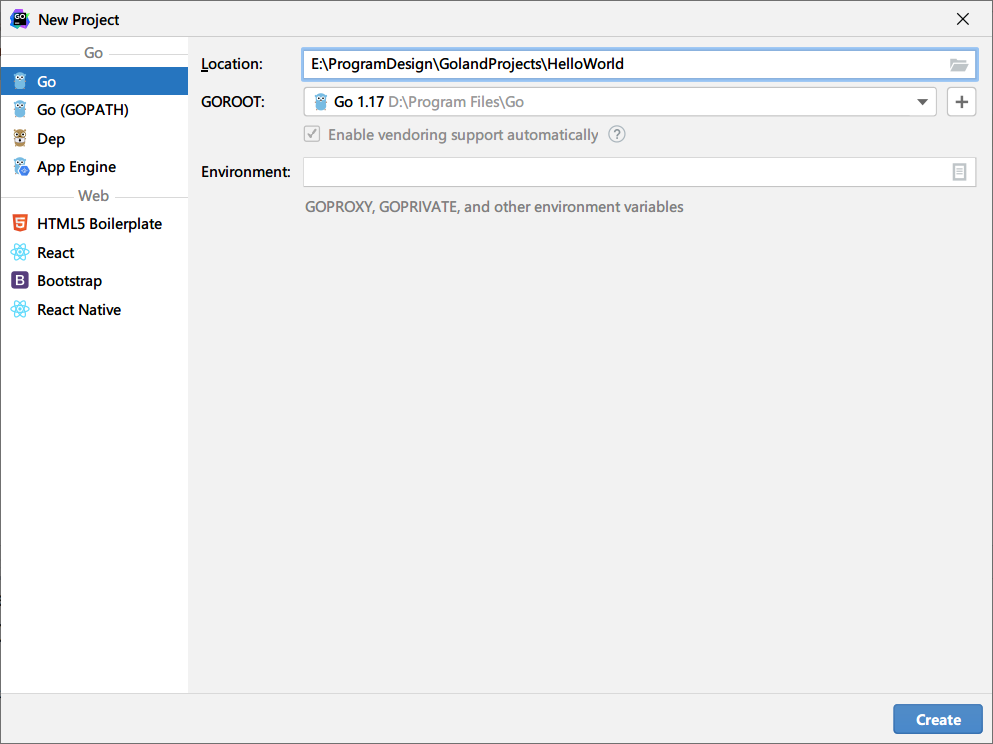 New Project
Go
Go
Go (GOPATH)
Dep
App Engine
Web
HTML5 Boilerplate
React
Bootstrap
React Native
Location: E:\ProgramDesign\GolandProjects\HelloWorld
GOROOT: Go 1.17 D:\Program Files\Go
Enable vendoring support automatically ?
Environment:
GOPROXY, GOPRIVATE, and other environment variables
Create